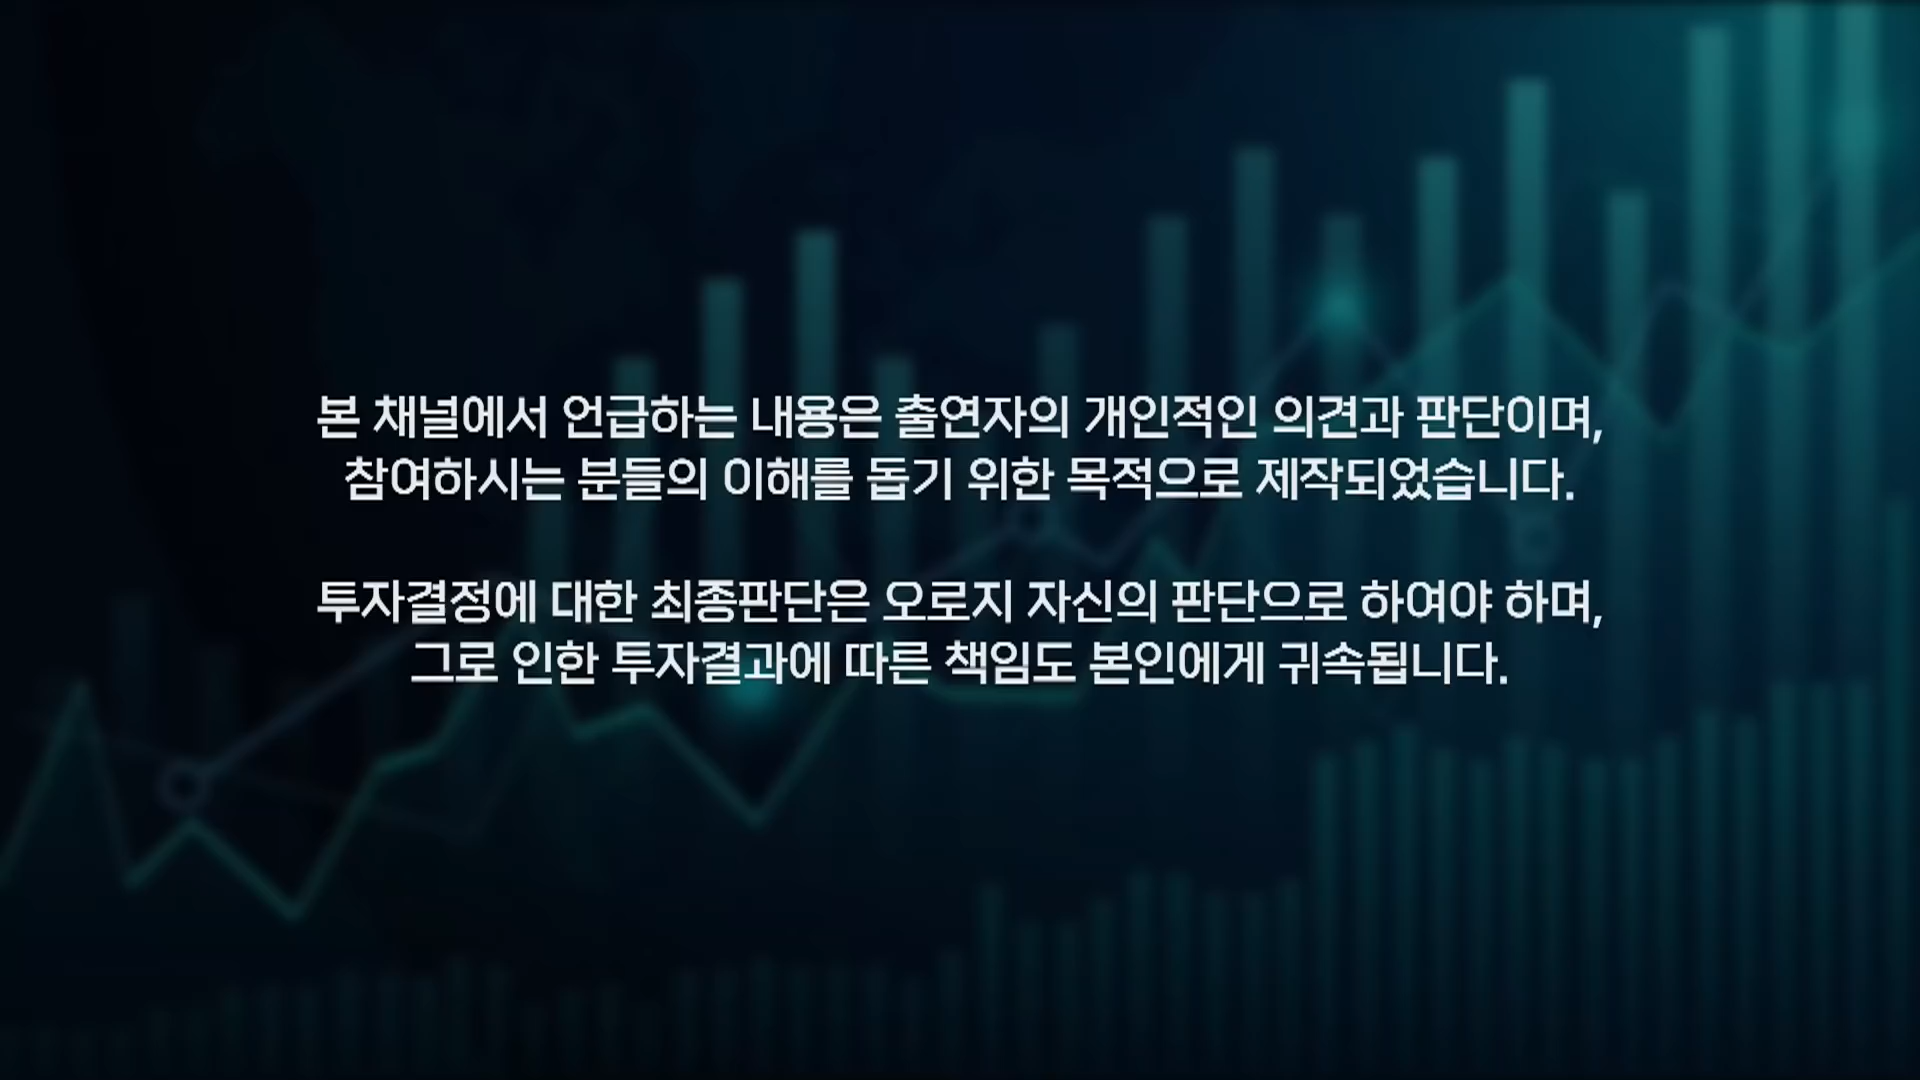 본 채널에서 언급하는 내용은 출연자의 개인적인 의견과 판단이며,
참여하시는 분들의 이해를 돕기 위한 목적으로 제작되었습니다.
투자결정에 대한 최종판단은 오로지 자신의 판단으로 하여야 하며,
그로 인한 투자결과에 따른 책임도 본인에게 귀속됩니다.